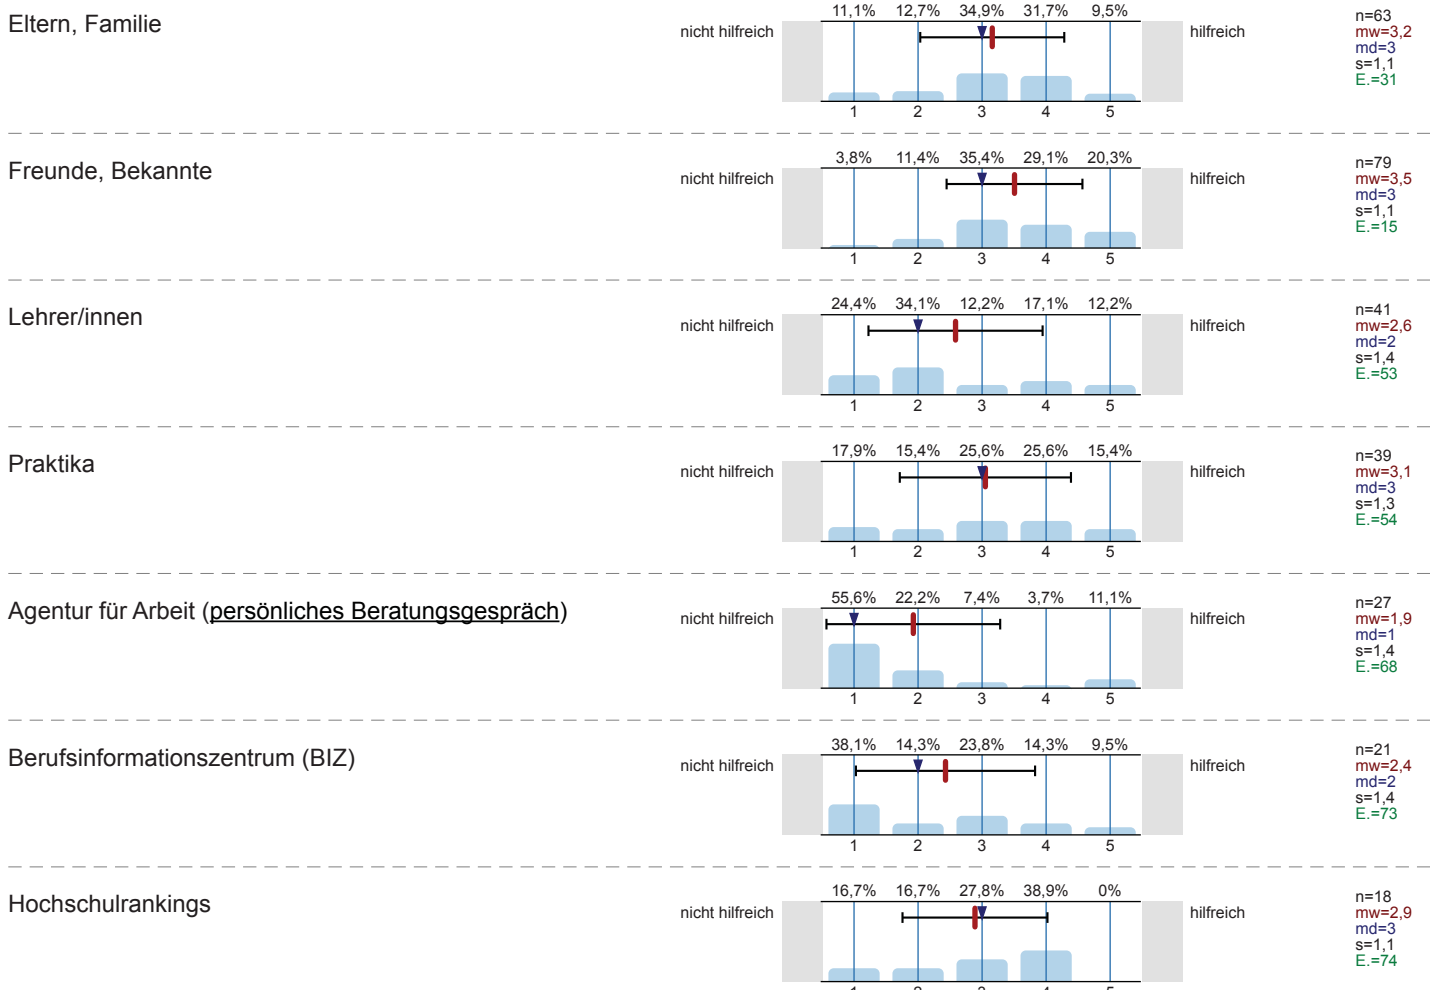 Eltern, Familie
nicht hilfreich
11,1% 12,7% 34,9% 31,7% 9,5%
1 2 3 4 5
hilfreich
n=63
mw=3,2
md=3
s=1,1
E.=31
Freunde, Bekannte
nicht hilfreich
3,8% 11,4% 35,4% 29,1% 20,3%
1 2 3 4 5
hilfreich
n=79
mw=3,5
md=3
s=1,1
E.=15
Lehrer/innen
nicht hilfreich
24,4% 34,1% 12,2% 17,1% 12,2%
1 2 3 4 5
hilfreich
n=41
mw=2,6
md=2
s=1,4
E.=53
Praktika
nicht hilfreich
17,9% 15,4% 25,6% 25,6% 15,4%
1 2 3 4 5
hilfreich
n=39
mw=3,1
md=3
s=1,3
E.=54
Agentur für Arbeit (persönliches Beratungsgespräch)
nicht hilfreich
55,6% 22,2% 7,4% 3,7% 11,1%
1 2 3 4 5
hilfreich
n=27
mw=1,9
md=1
s=1,4
E.=68
Berufsinformationszentrum (BIZ)
nicht hilfreich
38,1% 14,3% 23,8% 14,3% 9,5%
1 2 3 4 5
hilfreich
n=21
mw=2,4
md=2
s=1,4
E.=73
Hochschulrankings
nicht hilfreich
16,7% 16,7% 27,8% 38,9% 0%
1 2 3 4 5
hilfreich
n=18
mw=2,9
md=3
s=1,1
E.=74